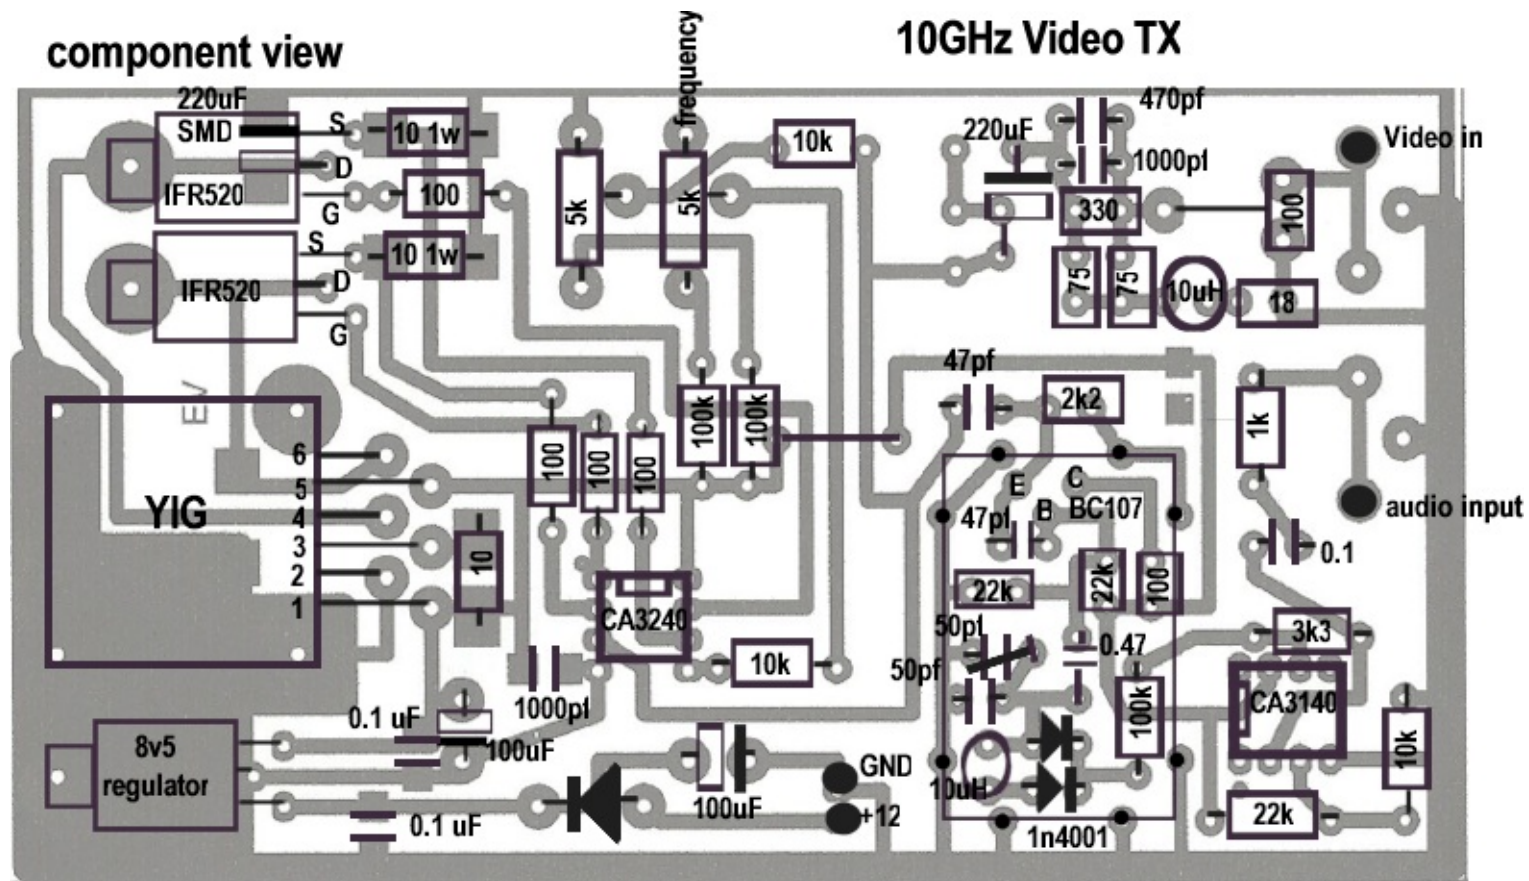 component view
frequency
10GHz Video TX
220uF
SMD
S
10 1w
D
IFR520
G
100
10k
5k
5k
220uF
470pf
1000pf
Video in
330
100
S
10 1w
D
IFR520
G
75
75
10uH
18
EV
47pf
2k2
1k
100k
100k
100
100
100
YIG
6
5
4
3
2
1
10
E
C
BC107
47pf
B
audio input
0.1
22k
22k
100
CA3240
50pf
50pf
0.47
3k3
10k
100k
CA3140
1000pf
0.1 uF
8v5
regulator
100uF
100uF
GND
+12
10uH
10k
0.1 uF
1n4001
22k